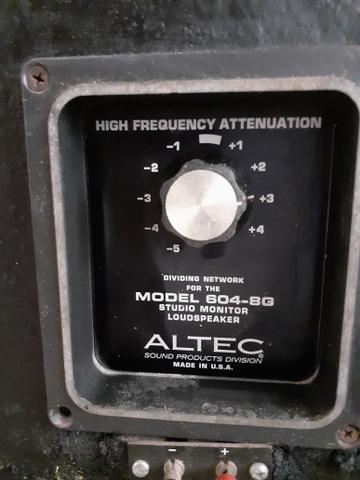 HIGH FREQUENCY ATTENUATION
-1 +1
-2 +2
-3 +3
-4 +4
-5
DIVIDING NETWORK
FOR THE
MODEL 604-8G
STUDIO MONITOR
LOUDSPEAKER
ALTEC®
SOUND PRODUCTS DIVISION
MADE IN U.S.A.
- +